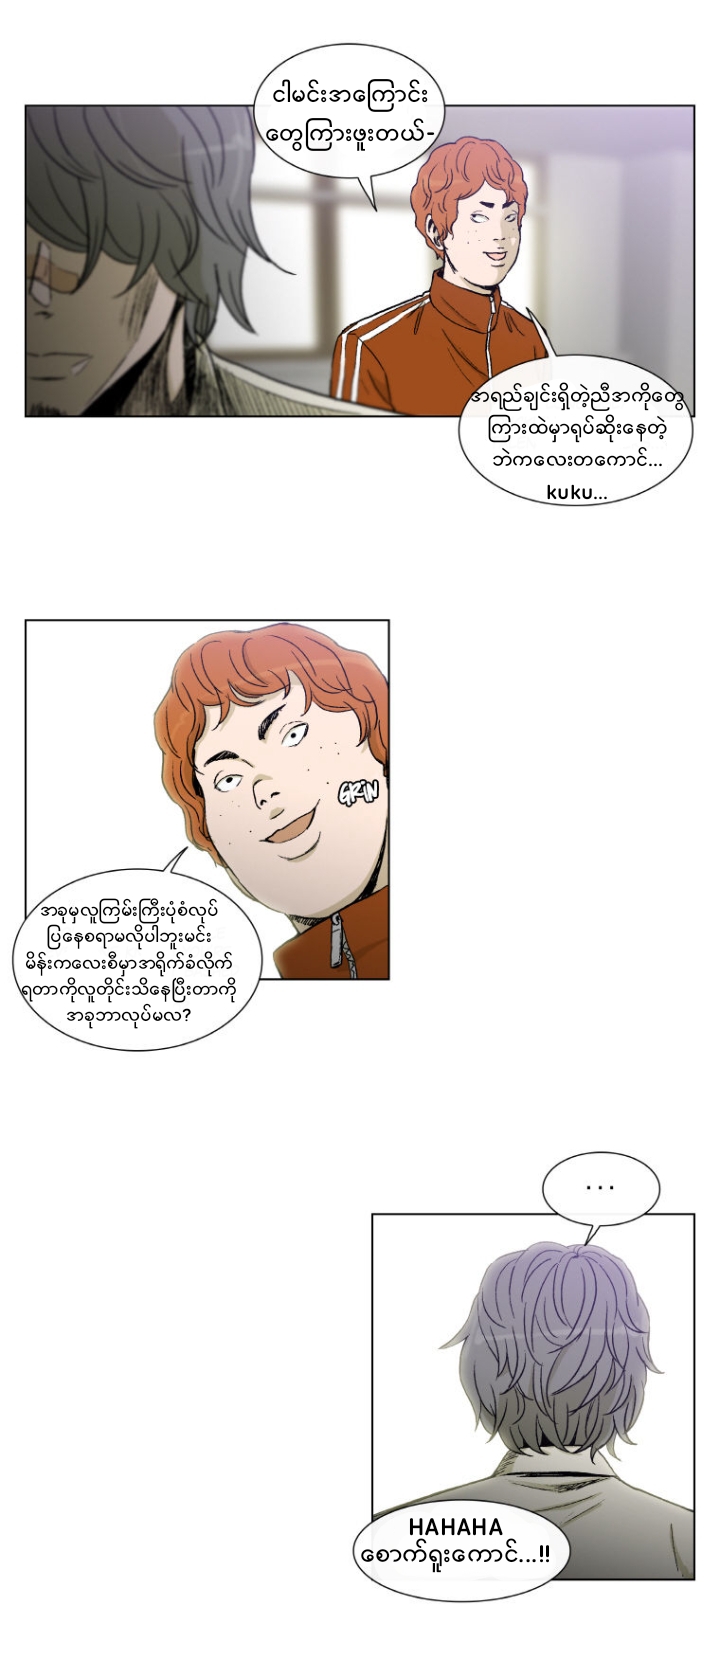 ငါမင်းအကြောင်း
တွေကြားဖူးတယ်-
အရည်ချင်းရှိတဲ့ညီအကိုတွေ
ကြားထဲမှာရုပ်ဆိုးနေတဲ့
ဘဲကလေးတကောင်...
kuku...
GRIN
အခုမှလူကြမ်းကြီးပုံစံလုပ်
ပြနေစရာမလိုပါဘူးမင်း
မိန်းကလေးစီမှာအရိုက်ခံလိုက်
ရတာကိုလူတိုင်းသိနေပြီးတာကို
အခုဘာလုပ်မလ?
...
HAHAHA
စောက်ရူးကောင်...!!